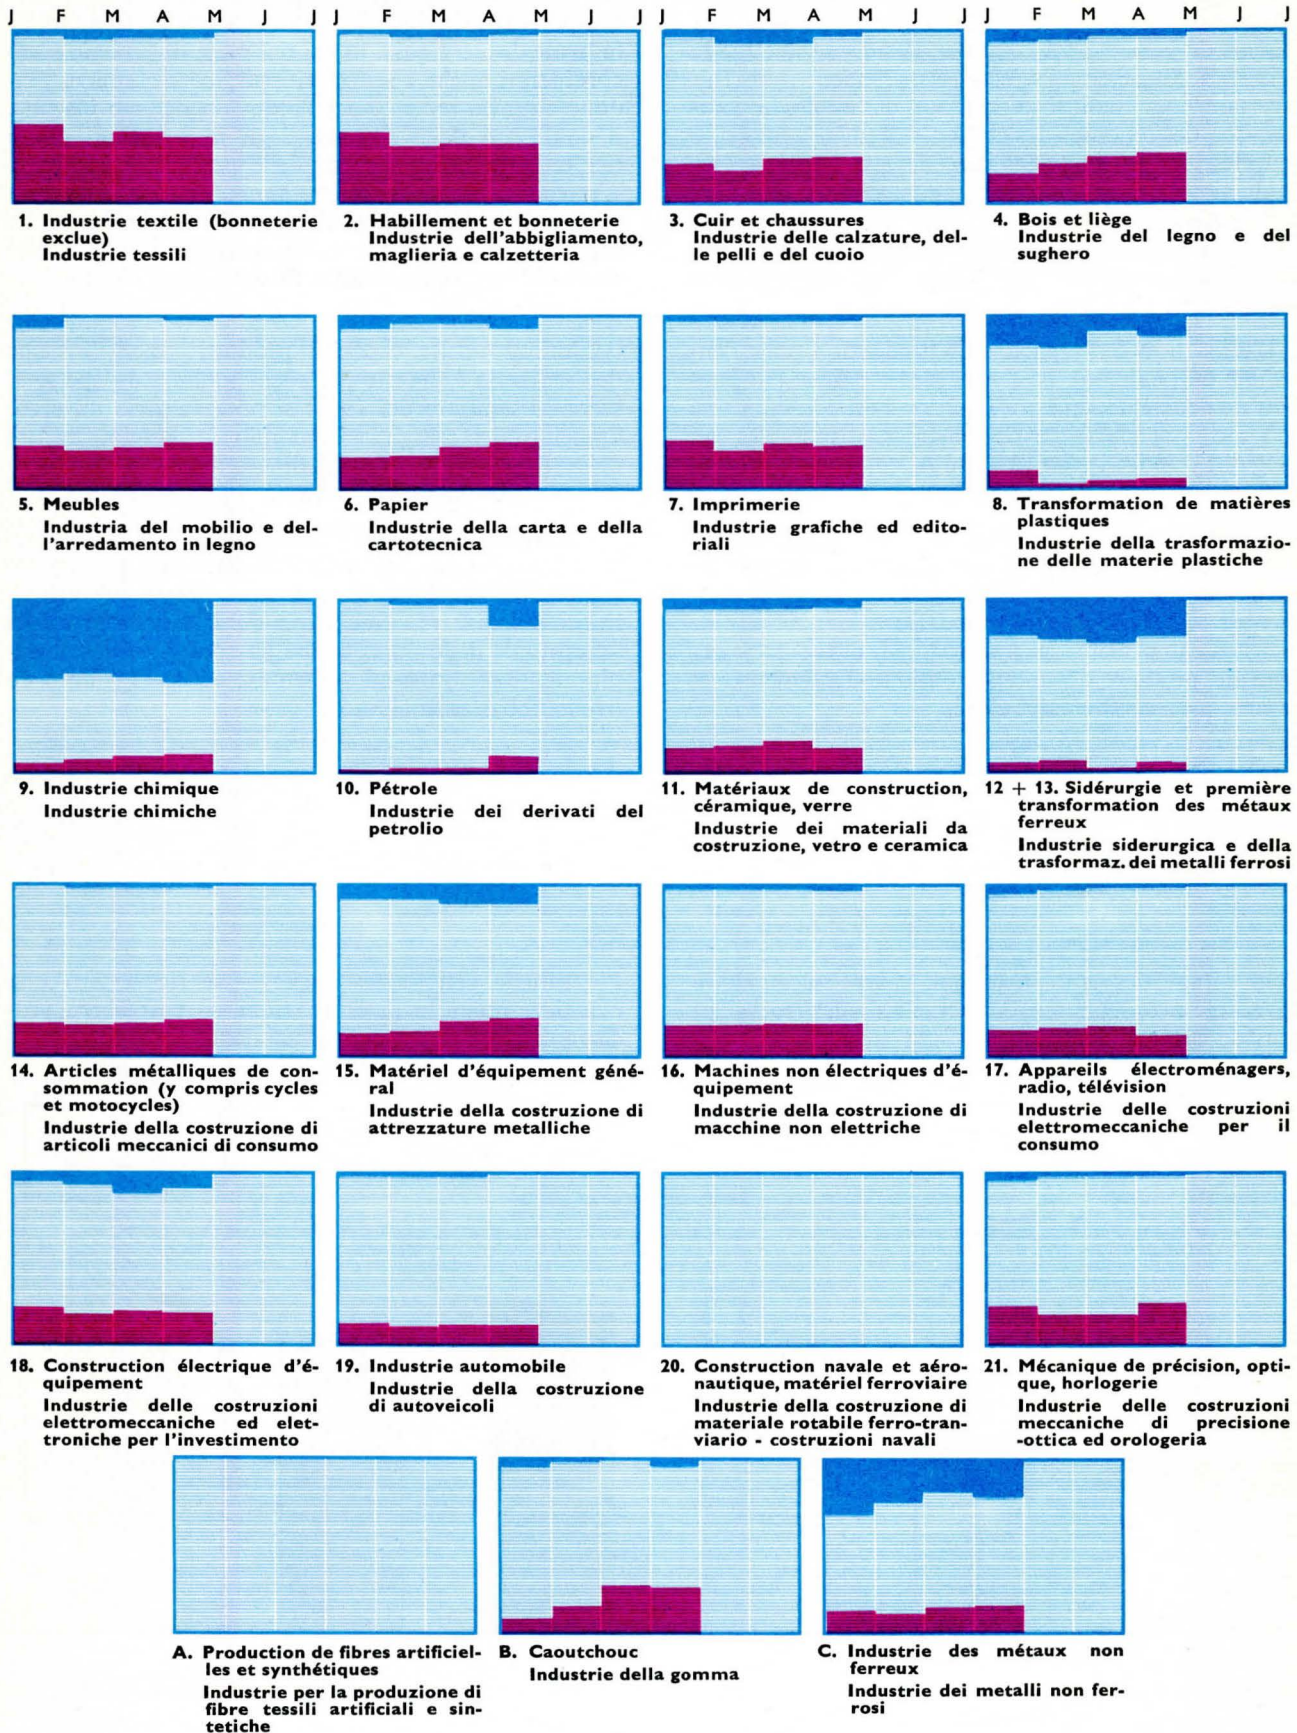 J F M A M J J J F M A M J J J F M A M J J J F M A M J J
1. Industrie textile (bonneterie
exclue)
Industrie tessili
2. Habillement et bonneterie
Industrie dell'abbigliamento,
maglieria e calzetteria
3. Cuir et chaussures
Industrie delle calzature, del-
le pelli e del cuoio
4. Bois et liège
Industrie del legno e del
sughero
5. Meubles
Industria del mobilio e del-
l'arredamento in legno
6. Papier
Industrie della carta e della
cartotecnica
7. Imprimerie
Industrie grafiche ed edito-
riali
8. Transformation de matières
plastiques
Industrie della trasformazio-
ne delle materie plastiche
9. Industrie chimique
Industrie chimiche
10. Pétrole
Industrie dei derivati del
petrolio
11. Matériaux de construction,
céramique, verre
Industrie dei materiali da
costruzione, vetro e ceramica
12 + 13. Sidérurgie et première
transformation des métaux
ferreux
Industrie siderurgica e della
trasformaz. dei metalli ferrosi
14. Articles métalliques de con-
sommation (y compris cycles
et motocycles)
Industrie della costruzione di
articoli meccanici di consumo
15. Matériel d'équipement géné-
ral
Industrie della costruzione di
attrezzature metalliche
16. Machines non électriques d'é-
quipement
Industrie della costruzione di
macchine non elettriche
17. Appareils électroménagers,
radio, télévision
Industrie delle costruzioni
elettromeccaniche per il
consumo
18. Construction électrique d'é-
quipement
Industrie delle costruzioni
elettromeccaniche ed elet-
troniche per l'investimento
19. Industrie automobile
Industrie della costruzione
di autoveicoli
20. Construction navale et aéro-
nautique, matériel ferroviaire
Industrie della costruzione di
materiale rotabile ferro-tran-
viario - costruzioni navali
21. Mécanique de précision, opti-
que, horlogerie
Industrie delle costruzioni
meccaniche di precisione
-ottica ed orologeria
A. Production de fibres artificiel-
les et synthétiques
Industrie per la produzione di
fibre tessili artificiali e sin-
tetiche
B. Caoutchouc
Industrie della gomma
C. Industrie des métaux non
ferreux
Industrie dei metalli non fer-
rosi